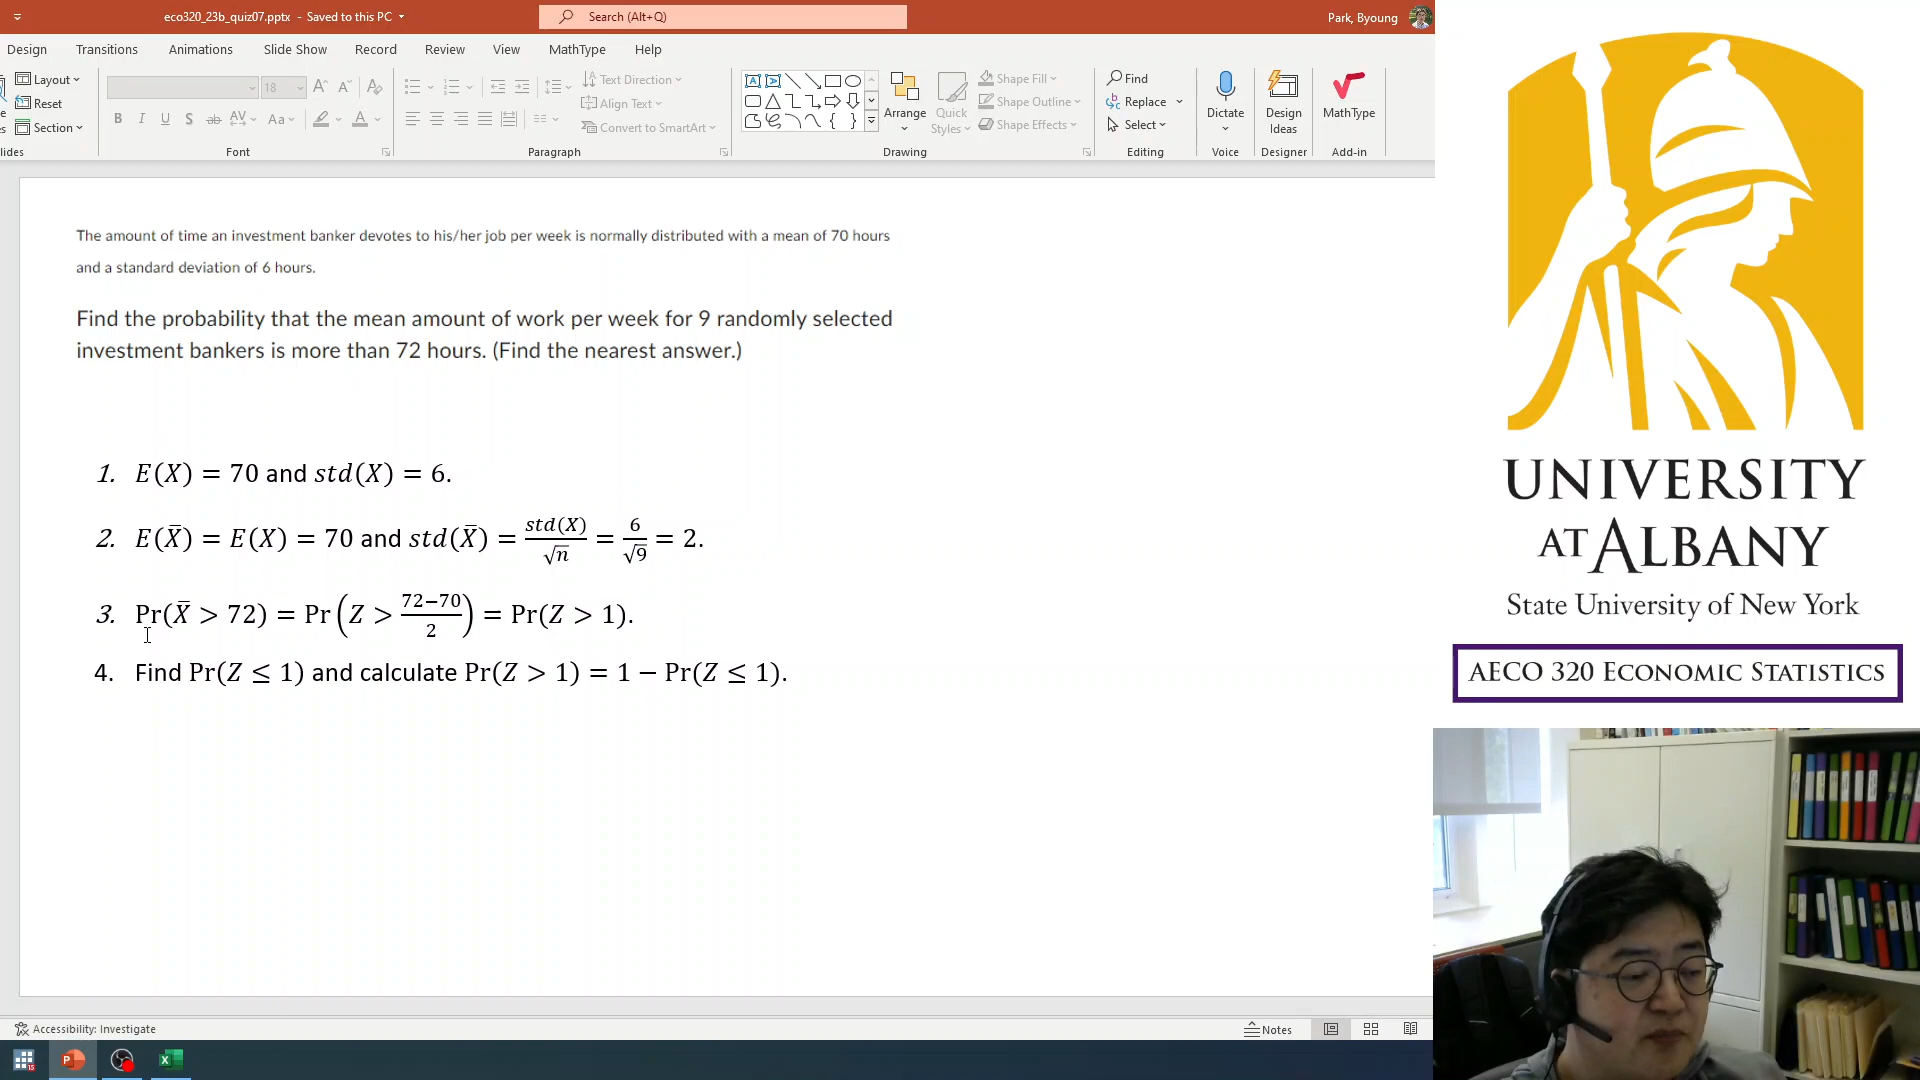 eco320_23b_quiz07.pptx - Saved to this PC
Search (Alt+Q)
Park, Byoung
Design Transitions Animations Slide Show Record Review View MathType Help
Layout
Reset
Section
18
Text Direction
Align Text
Convert to SmartArt
Arrange
Quick Styles
Shape Fill
Shape Outline
Shape Effects
Find
Replace
Select
Dictate
Design Ideas
MathType
lides
Font
Paragraph
Drawing
Editing
Voice
Designer
Add-in
The amount of time an investment banker devotes to his/her job per week is normally distributed with a mean of 70 hours
and a standard deviation of 6 hours.
Find the probability that the mean amount of work per week for 9 randomly selected
investment bankers is more than 72 hours. (Find the nearest answer.)
1. E(X) = 70 and std(X) = 6.
2. E(X̄) = E(X) = 70 and std(X̄) = std(X)/√n = 6/√9 = 2.
3. Pr(X̄ > 72) = Pr(Z > (72−70)/2) = Pr(Z > 1).
4. Find Pr(Z ≤ 1) and calculate Pr(Z > 1) = 1 − Pr(Z ≤ 1).
UNIVERSITY
AT ALBANY
State University of New York
AECO 320 ECONOMIC STATISTICS
Accessibility: Investigate
Notes